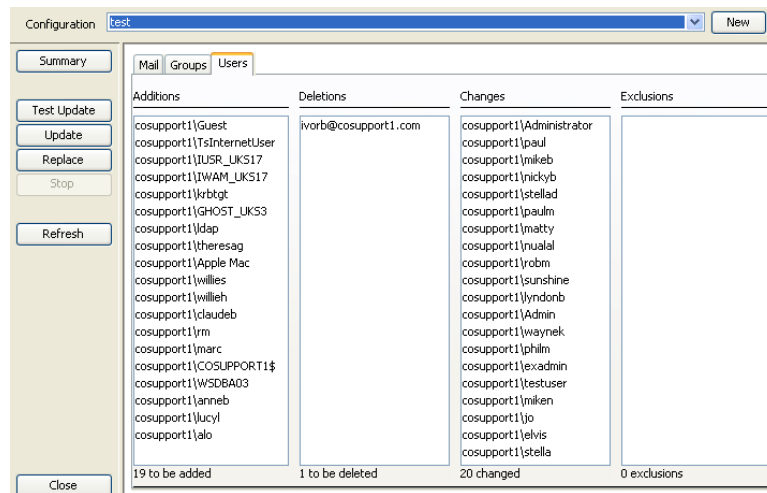 Configuration test New
Summary
Test Update
Update
Replace
Stop
Refresh
Close
Mail Groups Users
Additions
cosupport1\Guest
cosupport1\TsInternetUser
cosupport1\IUSR_UKS17
cosupport1\IWAM_UKS17
cosupport1\krbtgt
cosupport1\GHOST_UKS3
cosupport1\ldap
cosupport1\theresag
cosupport1\Apple Mac
cosupport1\willies
cosupport1\willieh
cosupport1\claudeb
cosupport1\rm
cosupport1\marc
cosupport1\COSUPPORT1$
cosupport1\WSDBA03
cosupport1\anneb
cosupport1\lucyl
cosupport1\alo
19 to be added
Deletions
ivorb@cosupport1.com
1 to be deleted
Changes
cosupport1\Administrator
cosupport1\paul
cosupport1\mikeb
cosupport1\nickyb
cosupport1\stellad
cosupport1\paulm
cosupport1\matty
cosupport1\nualal
cosupport1\robm
cosupport1\sunshine
cosupport1\lyndonb
cosupport1\Admin
cosupport1\waynek
cosupport1\philm
cosupport1\exadmin
cosupport1\testuser
cosupport1\miken
cosupport1\jo
cosupport1\elvis
cosupport1\stella
20 changed
Exclusions
0 exclusions